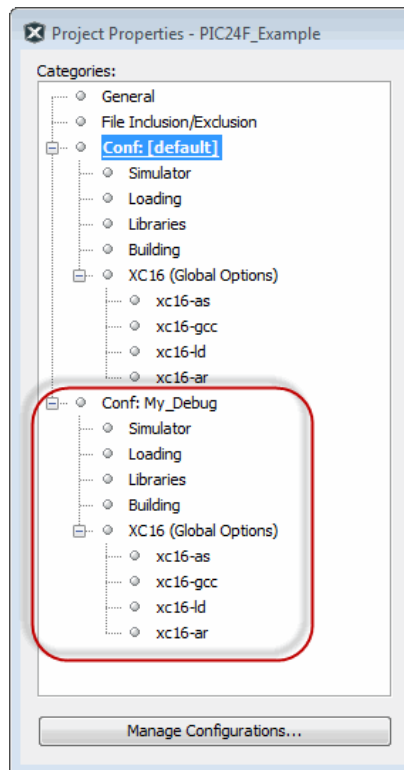 Project Properties - PIC24F_Example
Categories:
General
File Inclusion/Exclusion
Conf: [default]
Simulator
Loading
Libraries
Building
XC16 (Global Options)
xc16-as
xc16-gcc
xc16-ld
xc16-ar
Conf: My_Debug
Simulator
Loading
Libraries
Building
XC16 (Global Options)
xc16-as
xc16-gcc
xc16-ld
xc16-ar
Manage Configurations...